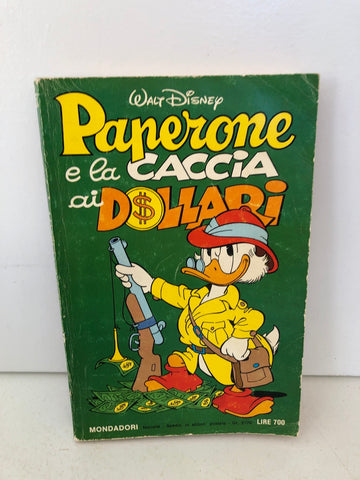 WALT DISNEY
Paperone
e la CACCIA
ai DOLLARI
MONDADORI
LIRE 700